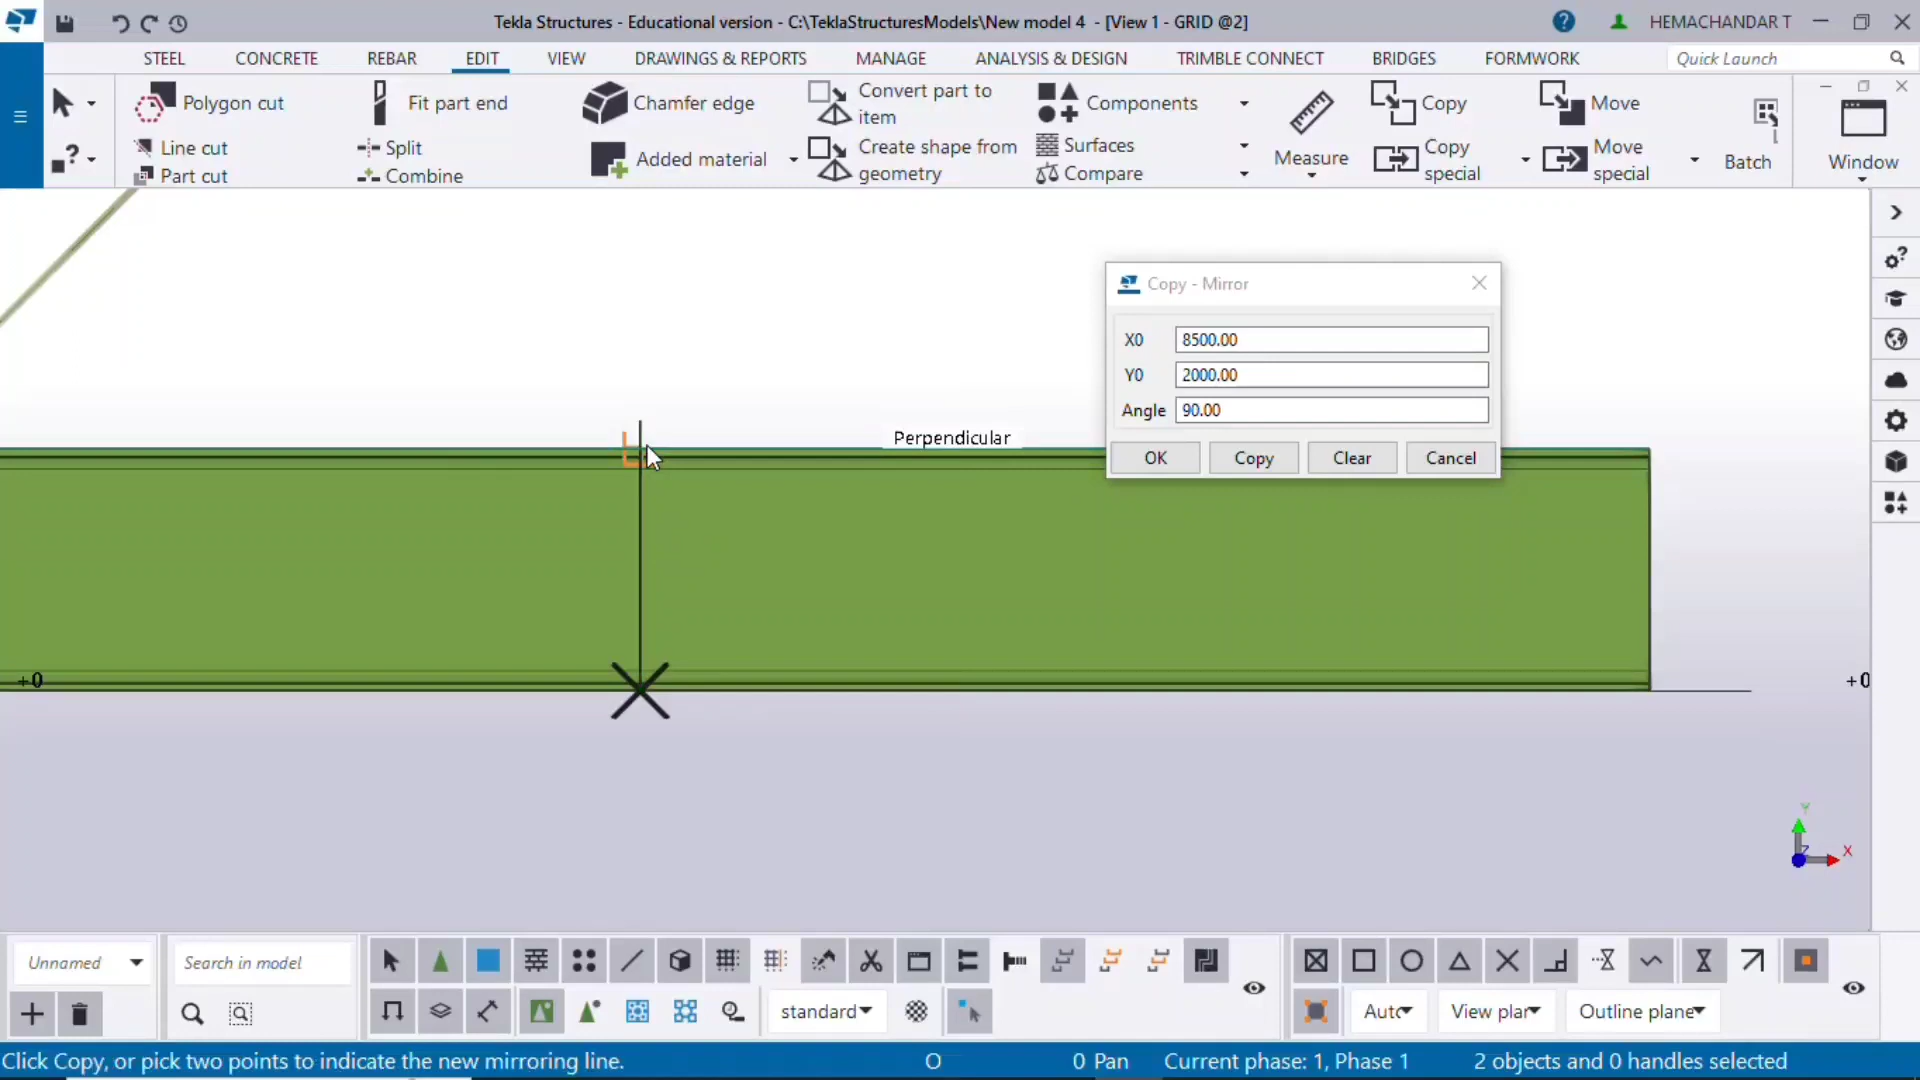 Tekla Structures - Educational version - C:\TeklaStructuresModels\New model 4 - [View 1 - GRID @2]
HEMACHANDAR T
STEEL CONCRETE REBAR EDIT VIEW DRAWINGS & REPORTS MANAGE ANALYSIS & DESIGN TRIMBLE CONNECT BRIDGES FORMWORK Quick Launch
Polygon cut
Line cut
Part cut
Fit part end
Split
Combine
Chamfer edge
Added material
Convert part to
item
Create shape from
geometry
Components
Surfaces
Compare
Measure
Copy
Copy
special
Move
Move
special
Batch
Window
Copy - Mirror
X0 8500.00
Y0 2000.00
Angle 90.00
OK Copy Clear Cancel
Perpendicular
+0
+0
Y
Z
X
Unnamed
Search in model
standard
Auto
View plan
Outline plane
Click Copy, or pick two points to indicate the new mirroring line.
O
0 Pan
Current phase: 1, Phase 1
2 objects and 0 handles selected